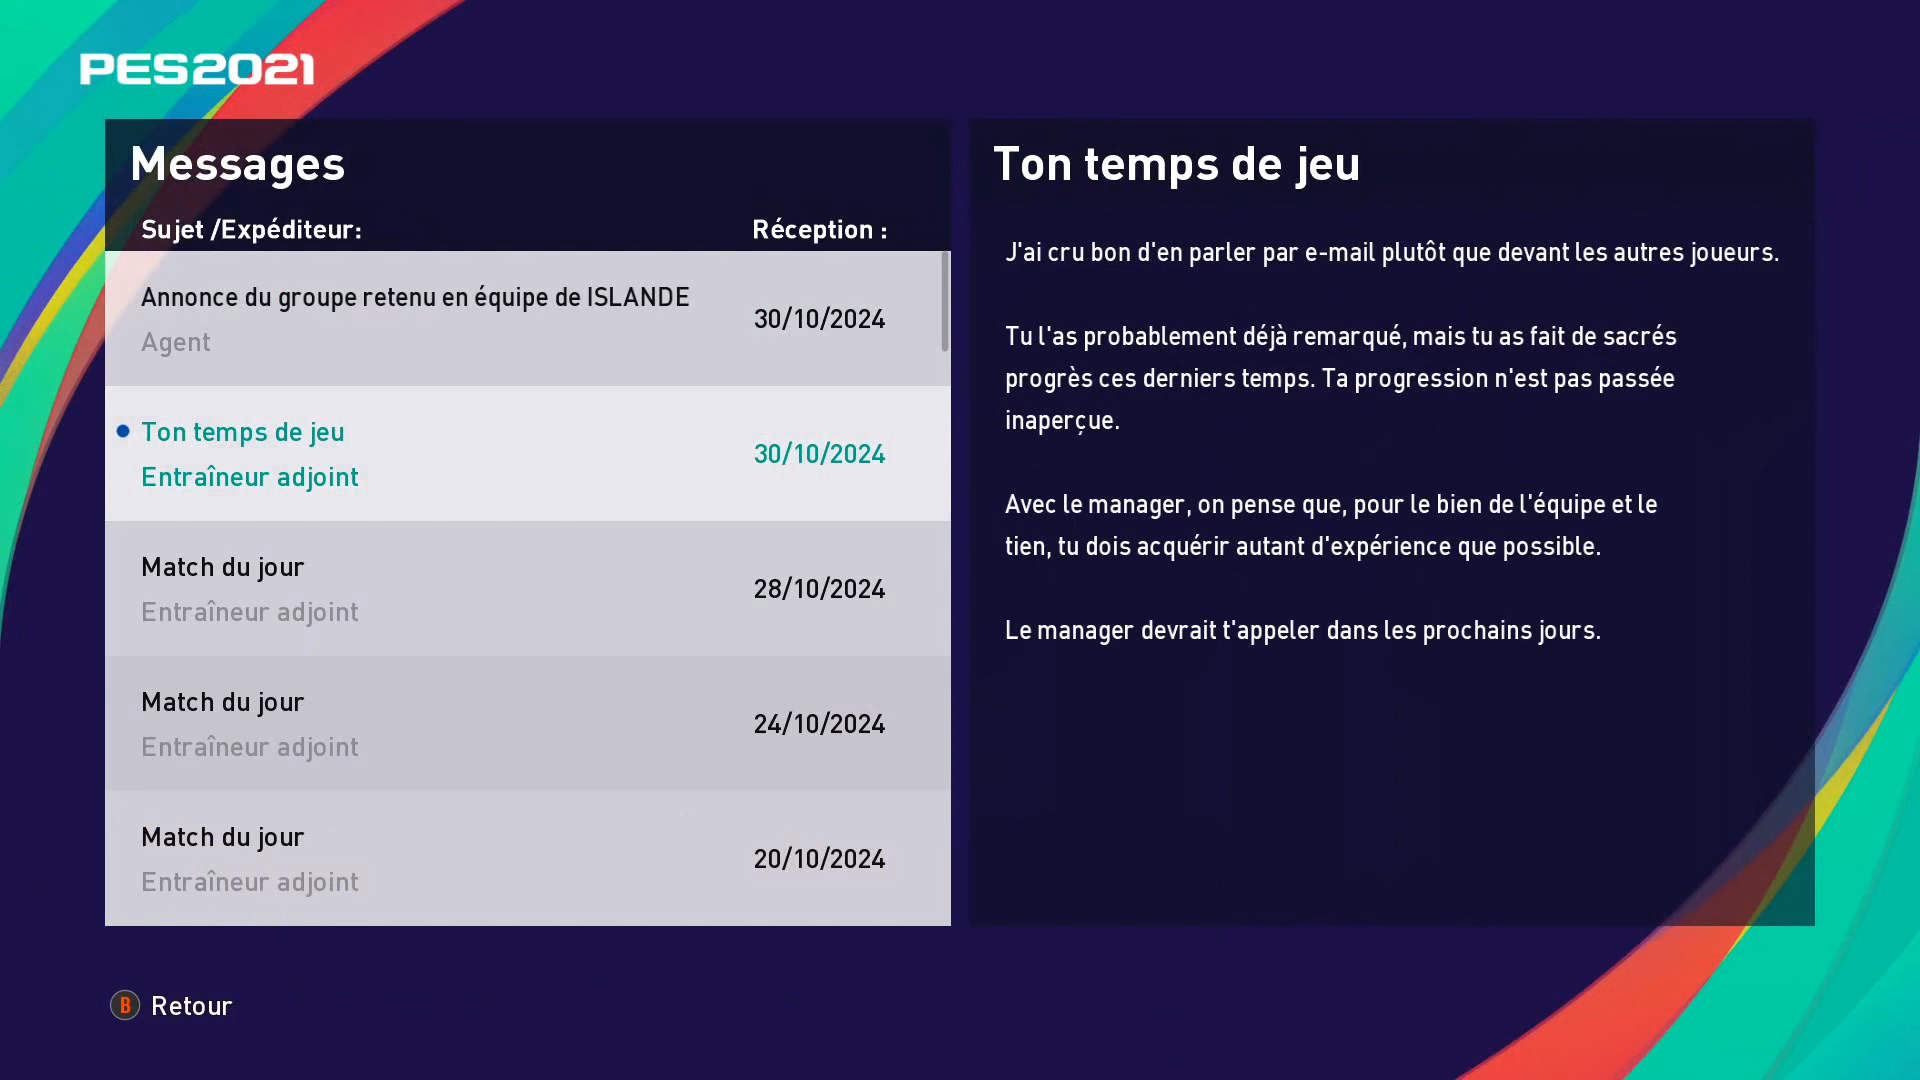 PES2021
Messages
Sujet /Expéditeur:
Réception :
Annonce du groupe retenu en équipe de ISLANDE
30/10/2024
Agent
Ton temps de jeu
30/10/2024
Entraîneur adjoint
Match du jour
28/10/2024
Entraîneur adjoint
Match du jour
24/10/2024
Entraîneur adjoint
Match du jour
20/10/2024
Entraîneur adjoint
Ton temps de jeu
J'ai cru bon d'en parler par e-mail plutôt que devant les autres joueurs.
Tu l'as probablement déjà remarqué, mais tu as fait de sacrés
progrès ces derniers temps. Ta progression n'est pas passée
inaperçue.
Avec le manager, on pense que, pour le bien de l'équipe et le
tien, tu dois acquérir autant d'expérience que possible.
Le manager devrait t'appeler dans les prochains jours.
B Retour